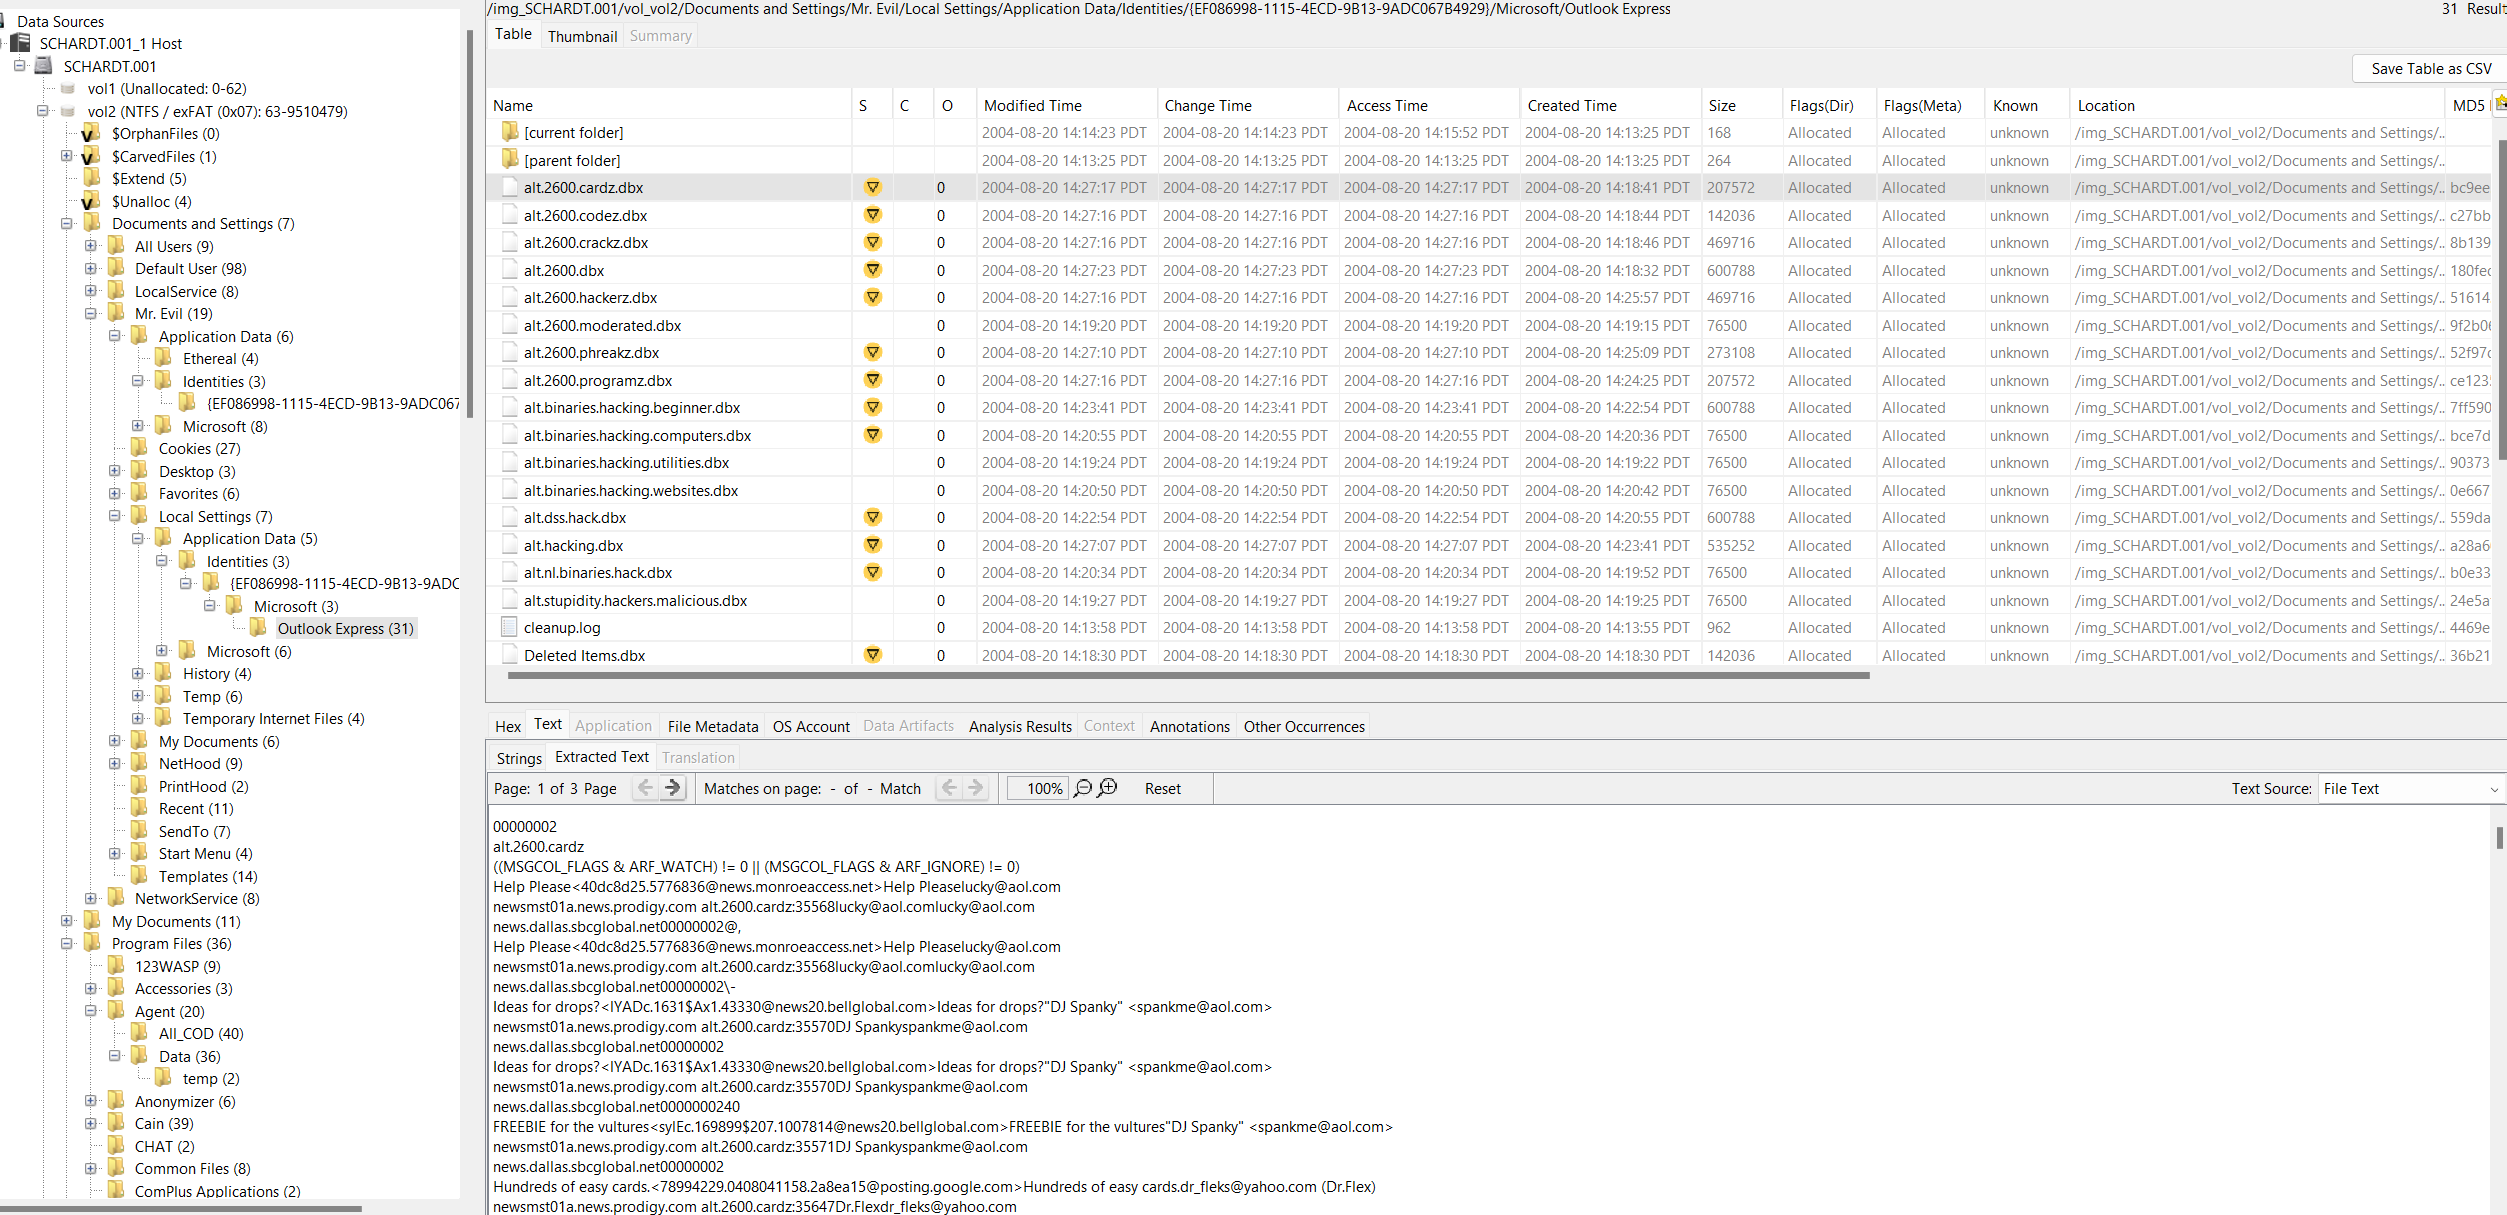 Data Sources
SCHARDT.001_1 Host
SCHARDT.001
vol1 (Unallocated: 0-62)
vol2 (NTFS / exFAT (0x07): 63-9510479)
$OrphanFiles (0)
$CarvedFiles (1)
$Extend (5)
$Unalloc (4)
Documents and Settings (7)
All Users (9)
Default User (98)
LocalService (8)
Mr. Evil (19)
Application Data (6)
Ethereal (4)
Identities (3)
{EF086998-1115-4ECD-9B13-9ADC067
Microsoft (8)
Cookies (27)
Desktop (3)
Favorites (6)
Local Settings (7)
Application Data (5)
Identities (3)
{EF086998-1115-4ECD-9B13-9ADC
Microsoft (3)
Outlook Express (31)
Microsoft (6)
History (4)
Temp (6)
Temporary Internet Files (4)
My Documents (6)
NetHood (9)
PrintHood (2)
Recent (11)
SendTo (7)
Start Menu (4)
Templates (14)
NetworkService (8)
My Documents (11)
Program Files (36)
123WASP (9)
Accessories (3)
Agent (20)
All_COD (40)
Data (36)
temp (2)
Anonymizer (6)
Cain (39)
CHAT (2)
Common Files (8)
ComPlus Applications (2)
/img_SCHARDT.001/vol_vol2/Documents and Settings/Mr. Evil/Local Settings/Application Data/Identities/{EF086998-1115-4ECD-9B13-9ADC067B4929}/Microsoft/Outlook Express 31 Result
Table Thumbnail Summary
Save Table as CSV
Name S C O Modified Time Change Time Access Time Created Time Size Flags(Dir) Flags(Meta) Known Location MD5
[current folder] 2004-08-20 14:14:23 PDT 2004-08-20 14:14:23 PDT 2004-08-20 14:15:52 PDT 2004-08-20 14:13:25 PDT 168 Allocated Allocated unknown /img_SCHARDT.001/vol_vol2/Documents and Settings/..
[parent folder] 2004-08-20 14:13:25 PDT 2004-08-20 14:13:25 PDT 2004-08-20 14:13:25 PDT 2004-08-20 14:13:25 PDT 264 Allocated Allocated unknown /img_SCHARDT.001/vol_vol2/Documents and Settings/..
alt.2600.cardz.dbx 0 2004-08-20 14:27:17 PDT 2004-08-20 14:27:17 PDT 2004-08-20 14:27:17 PDT 2004-08-20 14:18:41 PDT 207572 Allocated Allocated unknown /img_SCHARDT.001/vol_vol2/Documents and Settings/.. bc9ee
alt.2600.codez.dbx 0 2004-08-20 14:27:16 PDT 2004-08-20 14:27:16 PDT 2004-08-20 14:27:16 PDT 2004-08-20 14:18:44 PDT 142036 Allocated Allocated unknown /img_SCHARDT.001/vol_vol2/Documents and Settings/.. c27bb
alt.2600.crackz.dbx 0 2004-08-20 14:27:16 PDT 2004-08-20 14:27:16 PDT 2004-08-20 14:27:16 PDT 2004-08-20 14:18:46 PDT 469716 Allocated Allocated unknown /img_SCHARDT.001/vol_vol2/Documents and Settings/.. 8b139
alt.2600.dbx 0 2004-08-20 14:27:23 PDT 2004-08-20 14:27:23 PDT 2004-08-20 14:27:23 PDT 2004-08-20 14:18:32 PDT 600788 Allocated Allocated unknown /img_SCHARDT.001/vol_vol2/Documents and Settings/.. 180fec
alt.2600.hackerz.dbx 0 2004-08-20 14:27:16 PDT 2004-08-20 14:27:16 PDT 2004-08-20 14:27:16 PDT 2004-08-20 14:25:57 PDT 469716 Allocated Allocated unknown /img_SCHARDT.001/vol_vol2/Documents and Settings/.. 51614
alt.2600.moderated.dbx 0 2004-08-20 14:19:20 PDT 2004-08-20 14:19:20 PDT 2004-08-20 14:19:20 PDT 2004-08-20 14:19:15 PDT 76500 Allocated Allocated unknown /img_SCHARDT.001/vol_vol2/Documents and Settings/.. 9f2b06
alt.2600.phreakz.dbx 0 2004-08-20 14:27:10 PDT 2004-08-20 14:27:10 PDT 2004-08-20 14:27:10 PDT 2004-08-20 14:25:09 PDT 273108 Allocated Allocated unknown /img_SCHARDT.001/vol_vol2/Documents and Settings/.. 52f97c
alt.2600.programz.dbx 0 2004-08-20 14:27:16 PDT 2004-08-20 14:27:16 PDT 2004-08-20 14:27:16 PDT 2004-08-20 14:24:25 PDT 207572 Allocated Allocated unknown /img_SCHARDT.001/vol_vol2/Documents and Settings/.. ce123
alt.binaries.hacking.beginner.dbx 0 2004-08-20 14:23:41 PDT 2004-08-20 14:23:41 PDT 2004-08-20 14:23:41 PDT 2004-08-20 14:22:54 PDT 600788 Allocated Allocated unknown /img_SCHARDT.001/vol_vol2/Documents and Settings/.. 7ff590
alt.binaries.hacking.computers.dbx 0 2004-08-20 14:20:55 PDT 2004-08-20 14:20:55 PDT 2004-08-20 14:20:55 PDT 2004-08-20 14:20:36 PDT 76500 Allocated Allocated unknown /img_SCHARDT.001/vol_vol2/Documents and Settings/.. bce7d
alt.binaries.hacking.utilities.dbx 0 2004-08-20 14:19:24 PDT 2004-08-20 14:19:24 PDT 2004-08-20 14:19:24 PDT 2004-08-20 14:19:22 PDT 76500 Allocated Allocated unknown /img_SCHARDT.001/vol_vol2/Documents and Settings/.. 90373
alt.binaries.hacking.websites.dbx 0 2004-08-20 14:20:50 PDT 2004-08-20 14:20:50 PDT 2004-08-20 14:20:50 PDT 2004-08-20 14:20:42 PDT 76500 Allocated Allocated unknown /img_SCHARDT.001/vol_vol2/Documents and Settings/.. 0e667
alt.dss.hack.dbx 0 2004-08-20 14:22:54 PDT 2004-08-20 14:22:54 PDT 2004-08-20 14:22:54 PDT 2004-08-20 14:20:55 PDT 600788 Allocated Allocated unknown /img_SCHARDT.001/vol_vol2/Documents and Settings/.. 559da
alt.hacking.dbx 0 2004-08-20 14:27:07 PDT 2004-08-20 14:27:07 PDT 2004-08-20 14:27:07 PDT 2004-08-20 14:23:41 PDT 535252 Allocated Allocated unknown /img_SCHARDT.001/vol_vol2/Documents and Settings/.. a28a6
alt.nl.binaries.hack.dbx 0 2004-08-20 14:20:34 PDT 2004-08-20 14:20:34 PDT 2004-08-20 14:20:34 PDT 2004-08-20 14:19:52 PDT 76500 Allocated Allocated unknown /img_SCHARDT.001/vol_vol2/Documents and Settings/.. b0e33
alt.stupidity.hackers.malicious.dbx 0 2004-08-20 14:19:27 PDT 2004-08-20 14:19:27 PDT 2004-08-20 14:19:27 PDT 2004-08-20 14:19:25 PDT 76500 Allocated Allocated unknown /img_SCHARDT.001/vol_vol2/Documents and Settings/.. 24e5a
cleanup.log 0 2004-08-20 14:13:58 PDT 2004-08-20 14:13:58 PDT 2004-08-20 14:13:58 PDT 2004-08-20 14:13:55 PDT 962 Allocated Allocated unknown /img_SCHARDT.001/vol_vol2/Documents and Settings/.. 4469e
Deleted Items.dbx 0 2004-08-20 14:18:30 PDT 2004-08-20 14:18:30 PDT 2004-08-20 14:18:30 PDT 2004-08-20 14:18:30 PDT 142036 Allocated Allocated unknown /img_SCHARDT.001/vol_vol2/Documents and Settings/.. 36b21
Hex Text Application File Metadata OS Account Data Artifacts Analysis Results Context Annotations Other Occurrences
Strings Extracted Text Translation
Page: 1 of 3 Page Matches on page: - of - Match 100% Reset Text Source: File Text
00000002
alt.2600.cardz
((MSGCOL_FLAGS & ARF_WATCH) != 0 || (MSGCOL_FLAGS & ARF_IGNORE) != 0)
Help Please<40dc8d25.5776836@news.monroeaccess.net>Help Pleaselucky@aol.com
newsmst01a.news.prodigy.com alt.2600.cardz:35568lucky@aol.comlucky@aol.com
news.dallas.sbcglobal.net00000002@,
Help Please<40dc8d25.5776836@news.monroeaccess.net>Help Pleaselucky@aol.com
newsmst01a.news.prodigy.com alt.2600.cardz:35568lucky@aol.comlucky@aol.com
news.dallas.sbcglobal.net00000002\-
Ideas for drops?<IYADc.1631$Ax1.43330@news20.bellglobal.com>Ideas for drops?"DJ Spanky" <spankme@aol.com>
newsmst01a.news.prodigy.com alt.2600.cardz:35570DJ Spankyspankme@aol.com
news.dallas.sbcglobal.net00000002
Ideas for drops?<IYADc.1631$Ax1.43330@news20.bellglobal.com>Ideas for drops?"DJ Spanky" <spankme@aol.com>
newsmst01a.news.prodigy.com alt.2600.cardz:35570DJ Spankyspankme@aol.com
news.dallas.sbcglobal.net0000000240
FREEBIE for the vultures<sylEc.169899$207.1007814@news20.bellglobal.com>FREEBIE for the vultures"DJ Spanky" <spankme@aol.com>
newsmst01a.news.prodigy.com alt.2600.cardz:35571DJ Spankyspankme@aol.com
news.dallas.sbcglobal.net00000002
Hundreds of easy cards.<78994229.0408041158.2a8ea15@posting.google.com>Hundreds of easy cards.dr_fleks@yahoo.com (Dr.Flex)
newsmst01a.news.prodigy.com alt.2600.cardz:35647Dr.Flexdr_fleks@yahoo.com